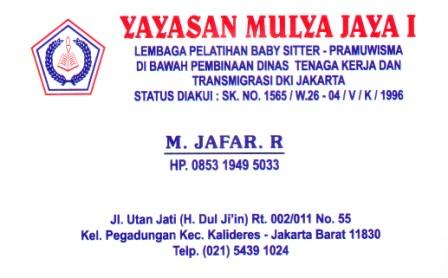 YAYASAN MULYA JAYA I
LEMBAGA PELATIHAN BABY SITTER - PRAMUWISMA
DI BAWAH PEMBINAAN DINAS TENAGA KERJA DAN
TRANSMIGRASI DKI JAKARTA
STATUS DIAKUI : SK. NO. 1565 / W.26 - 04 / V / K / 1996
M. JAFAR. R
HP. 0853 1949 5033
Jl. Utan Jati (H. Dul Ji'in) Rt. 002/011 No. 55
Kel. Pegadungan Kec. Kalideres - Jakarta Barat 11830
Telp. (021) 5439 1024